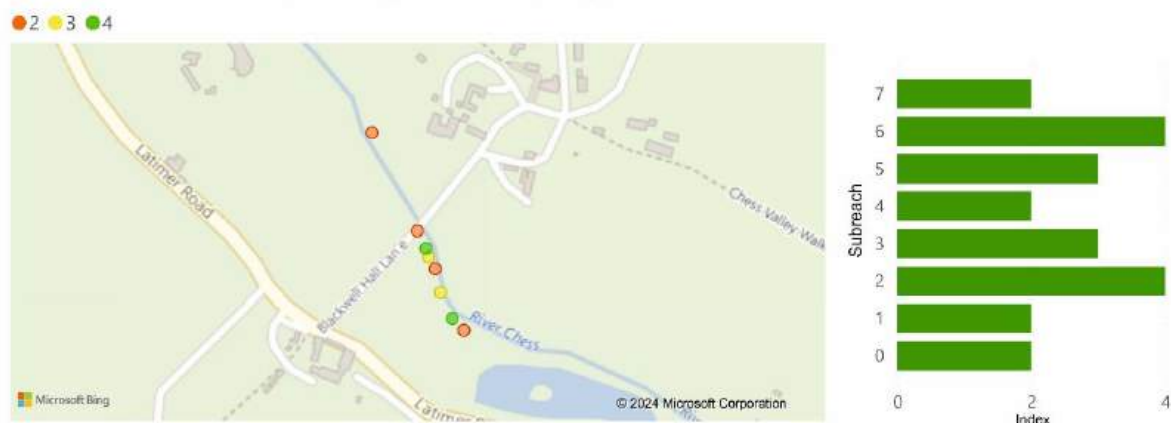 2 3 4
Latimer Road
Blackwell Hall Lane
River Chess
Chess Valley Walk
Latimer R
Riv
Microsoft Bing
© 2024 Microsoft Corporation
Subreach
7
6
5
4
3
2
1
0
0 2 4
Index